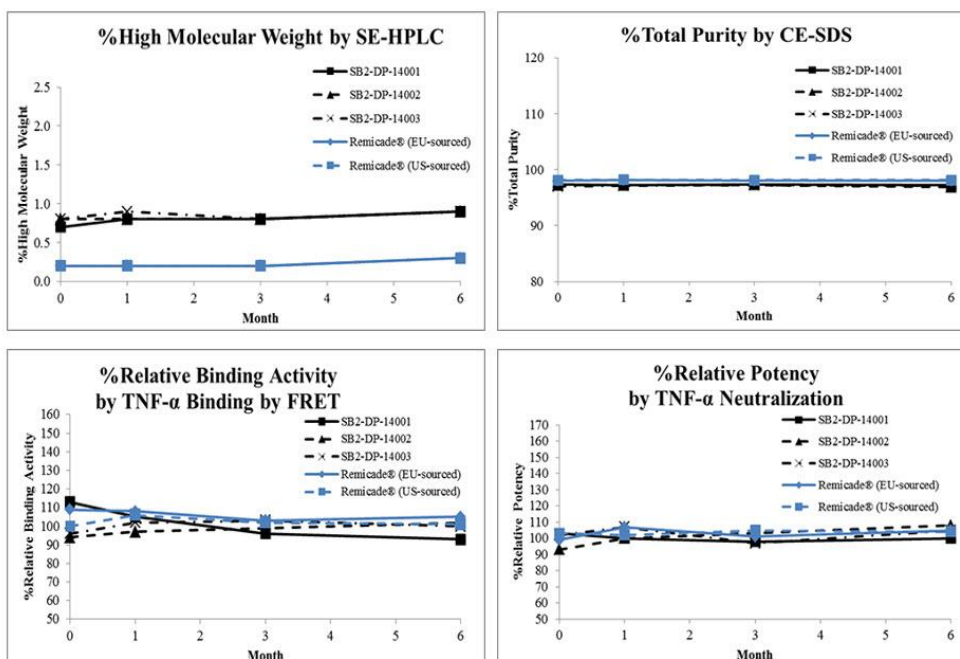 %High Molecular Weight by SE-HPLC
SB2-DP-14001
SB2-DP-14002
SB2-DP-14003
Remicade® (EU-sourced)
Remicade® (US-sourced)
%High Molecular Weight
2.5
2.0
1.5
1.0
0.5
0.0
0 1 2 3 4 5 6
Month
%Total Purity by CE-SDS
SB2-DP-14001
SB2-DP-14002
SB2-DP-14003
Remicade® (EU-sourced)
Remicade® (US-sourced)
%Total Purity
120
110
100
90
80
0 1 2 3 4 5 6
Month
%Relative Binding Activity
by TNF-α Binding by FRET
SB2-DP-14001
SB2-DP-14002
SB2-DP-14003
Remicade® (EU-sourced)
Remicade® (US-sourced)
%Relative Binding Activity
160
150
140
130
120
110
100
90
80
70
60
50
0 1 2 3 4 5 6
Month
%Relative Potency
by TNF-α Neutralization
SB2-DP-14001
SB2-DP-14002
SB2-DP-14003
Remicade® (EU-sourced)
Remicade® (US-sourced)
%Relative Potency
170
160
150
140
130
120
110
100
90
80
70
60
50
0 1 2 3 4 5 6
Month